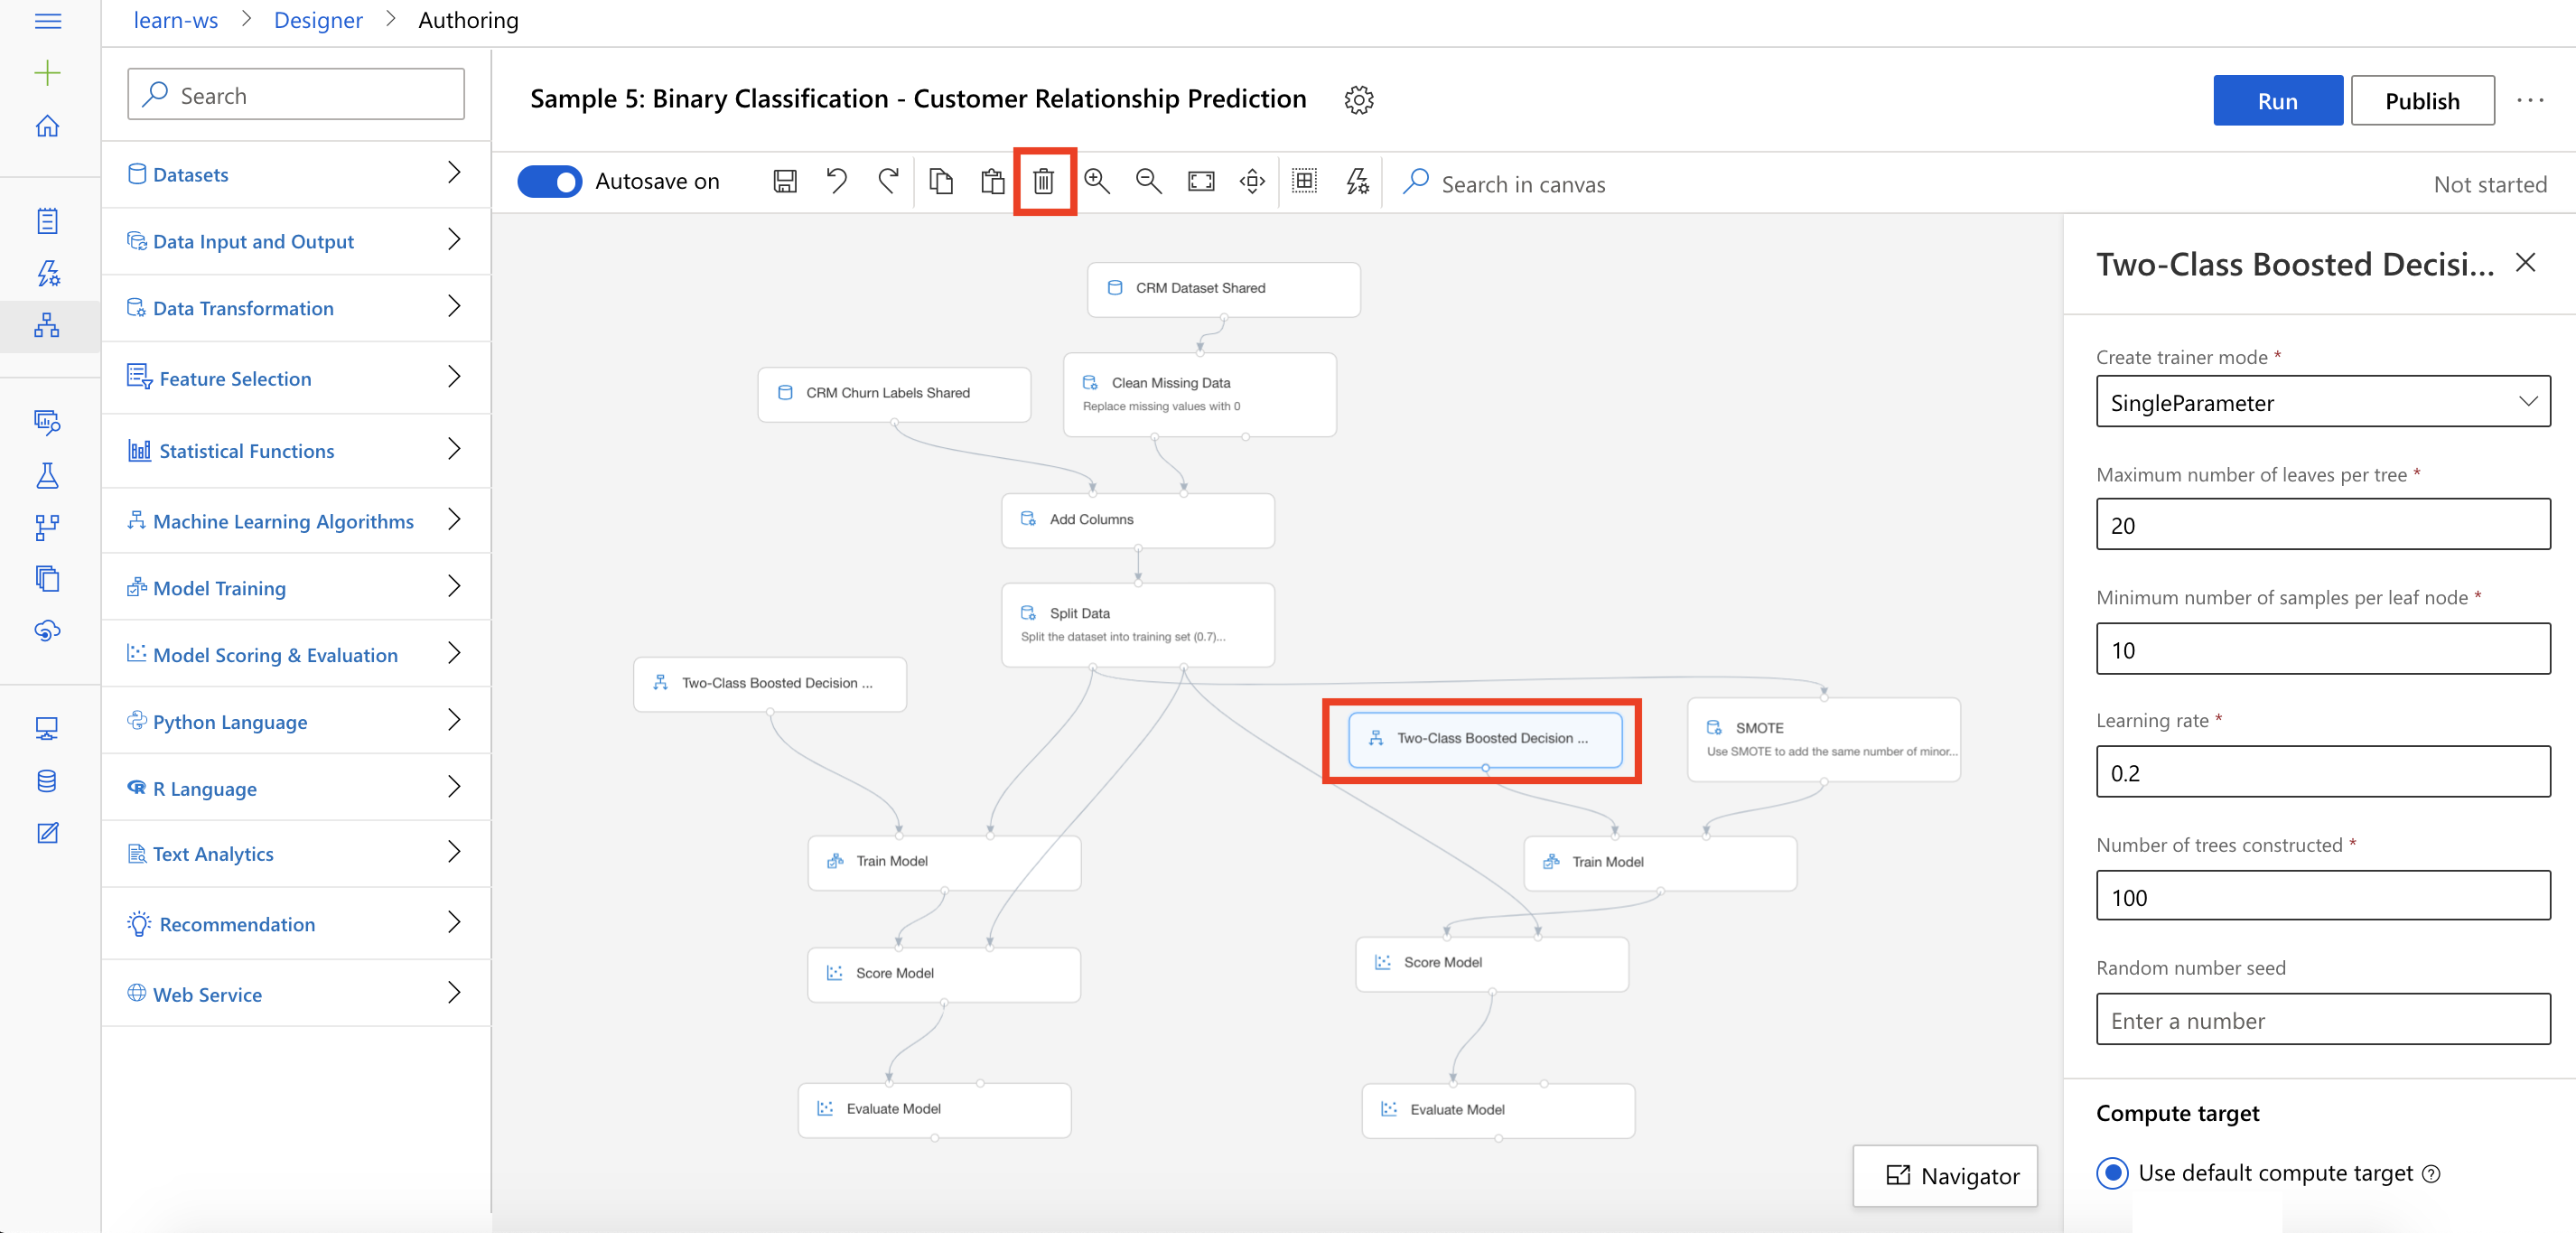 learn-ws > Designer > Authoring
Search
Datasets
Data Input and Output
Data Transformation
Feature Selection
Statistical Functions
Machine Learning Algorithms
Model Training
Model Scoring & Evaluation
Python Language
R Language
Text Analytics
Recommendation
Web Service
Sample 5: Binary Classification - Customer Relationship Prediction
Run
Publish
Autosave on
Search in canvas
Not started
CRM Dataset Shared
CRM Churn Labels Shared
Clean Missing Data
Replace missing values with 0
Add Columns
Split Data
Split the dataset into training set (0.7)...
Two-Class Boosted Decision ...
Two-Class Boosted Decision ...
SMOTE
Use SMOTE to add the same number of minor...
Train Model
Train Model
Score Model
Score Model
Evaluate Model
Evaluate Model
Navigator
Two-Class Boosted Decisi...
Create trainer mode *
SingleParameter
Maximum number of leaves per tree *
20
Minimum number of samples per leaf node *
10
Learning rate *
0.2
Number of trees constructed *
100
Random number seed
Enter a number
Compute target
Use default compute target